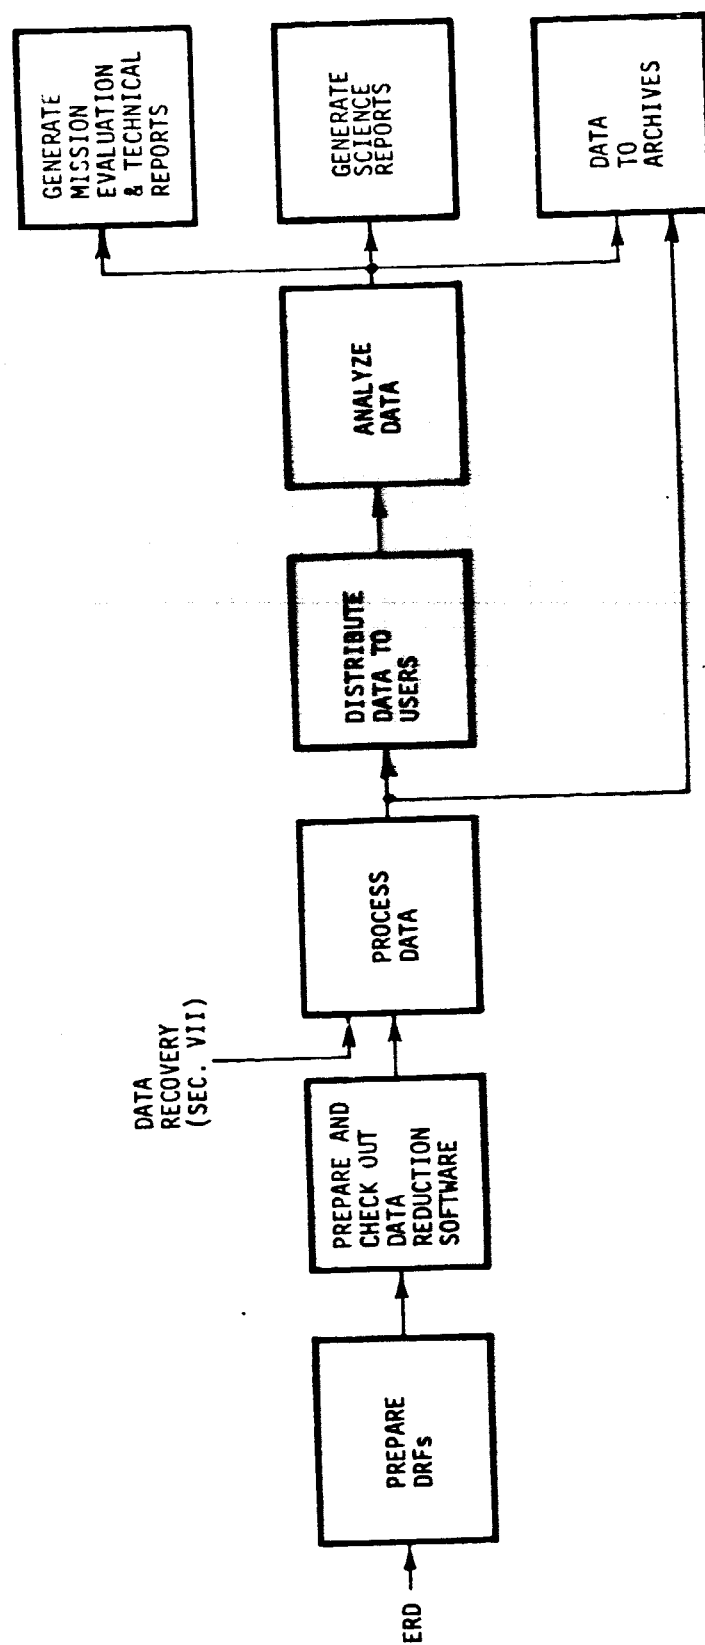 ERD
PREPARE
DRFs
PREPARE AND
CHECK OUT
DATA
REDUCTION
SOFTWARE
DATA
RECOVERY
(SEC. VII)
PROCESS
DATA
DISTRIBUTE
DATA TO
USERS
ANALYZE
DATA
GENERATE
MISSION
EVALUATION
& TECHNICAL
REPORTS
GENERATE
SCIENCE
REPORTS
DATA
TO
ARCHIVES